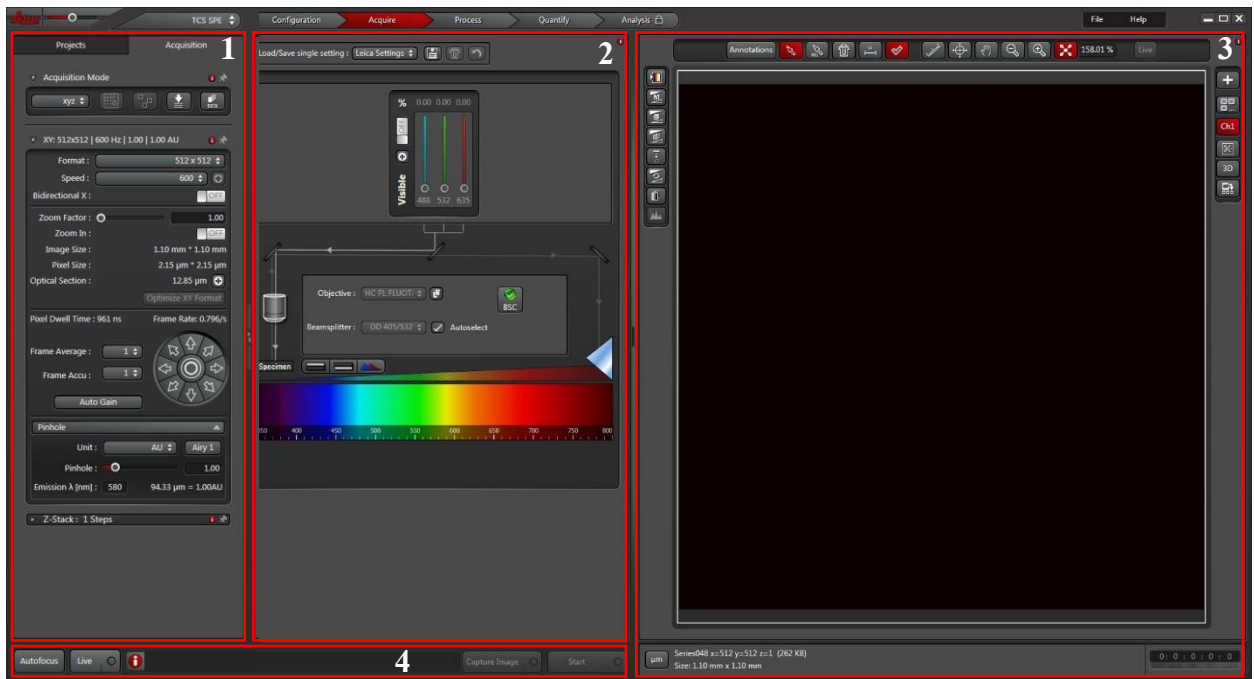 TCS SPE
Configuration Acquire Process Quantify Analysis
File Help
Projects Acquisition 1
Acquisition Mode
xyz
SEG
XY: 512x512 | 600 Hz | 1.00 | 1.00 AU
Format : 512 x 512
Speed : 600
Bidirectional X : OFF
Zoom Factor : 1.00
Zoom In : OFF
Image Size : 1.10 mm * 1.10 mm
Pixel Size : 2.15 µm * 2.15 µm
Optical Section : 12.85 µm
Optimize XY Format
Pixel Dwell Time : 961 ns Frame Rate: 0.796/s
Frame Average : 1
Frame Accu : 1
Auto Gain
Pinhole
Unit : AU Airy 1
Pinhole : 1.00
Emission λ [nm] : 580 94.33 µm = 1.00AU
Z-Stack : 1 Steps
Load/Save single setting : Leica Settings 2
% 0.00 0.00 0.00
OFF
Visible
488 532 635
Objective : HC PL FLUOT.
BSC
Beamsplitter : DD 405/532 Autoselect
Specimen
350 400 450 500 550 600 650 700 750 800
Annotations 158.01 % Live 3
Ch1
3D
Autofocus Live 4 Capture Image Start
µm Series048 x=512 y=512 z=1 (262 KB)
Size: 1.10 mm x 1.10 mm
0: 0 : 0 : 0 : 0